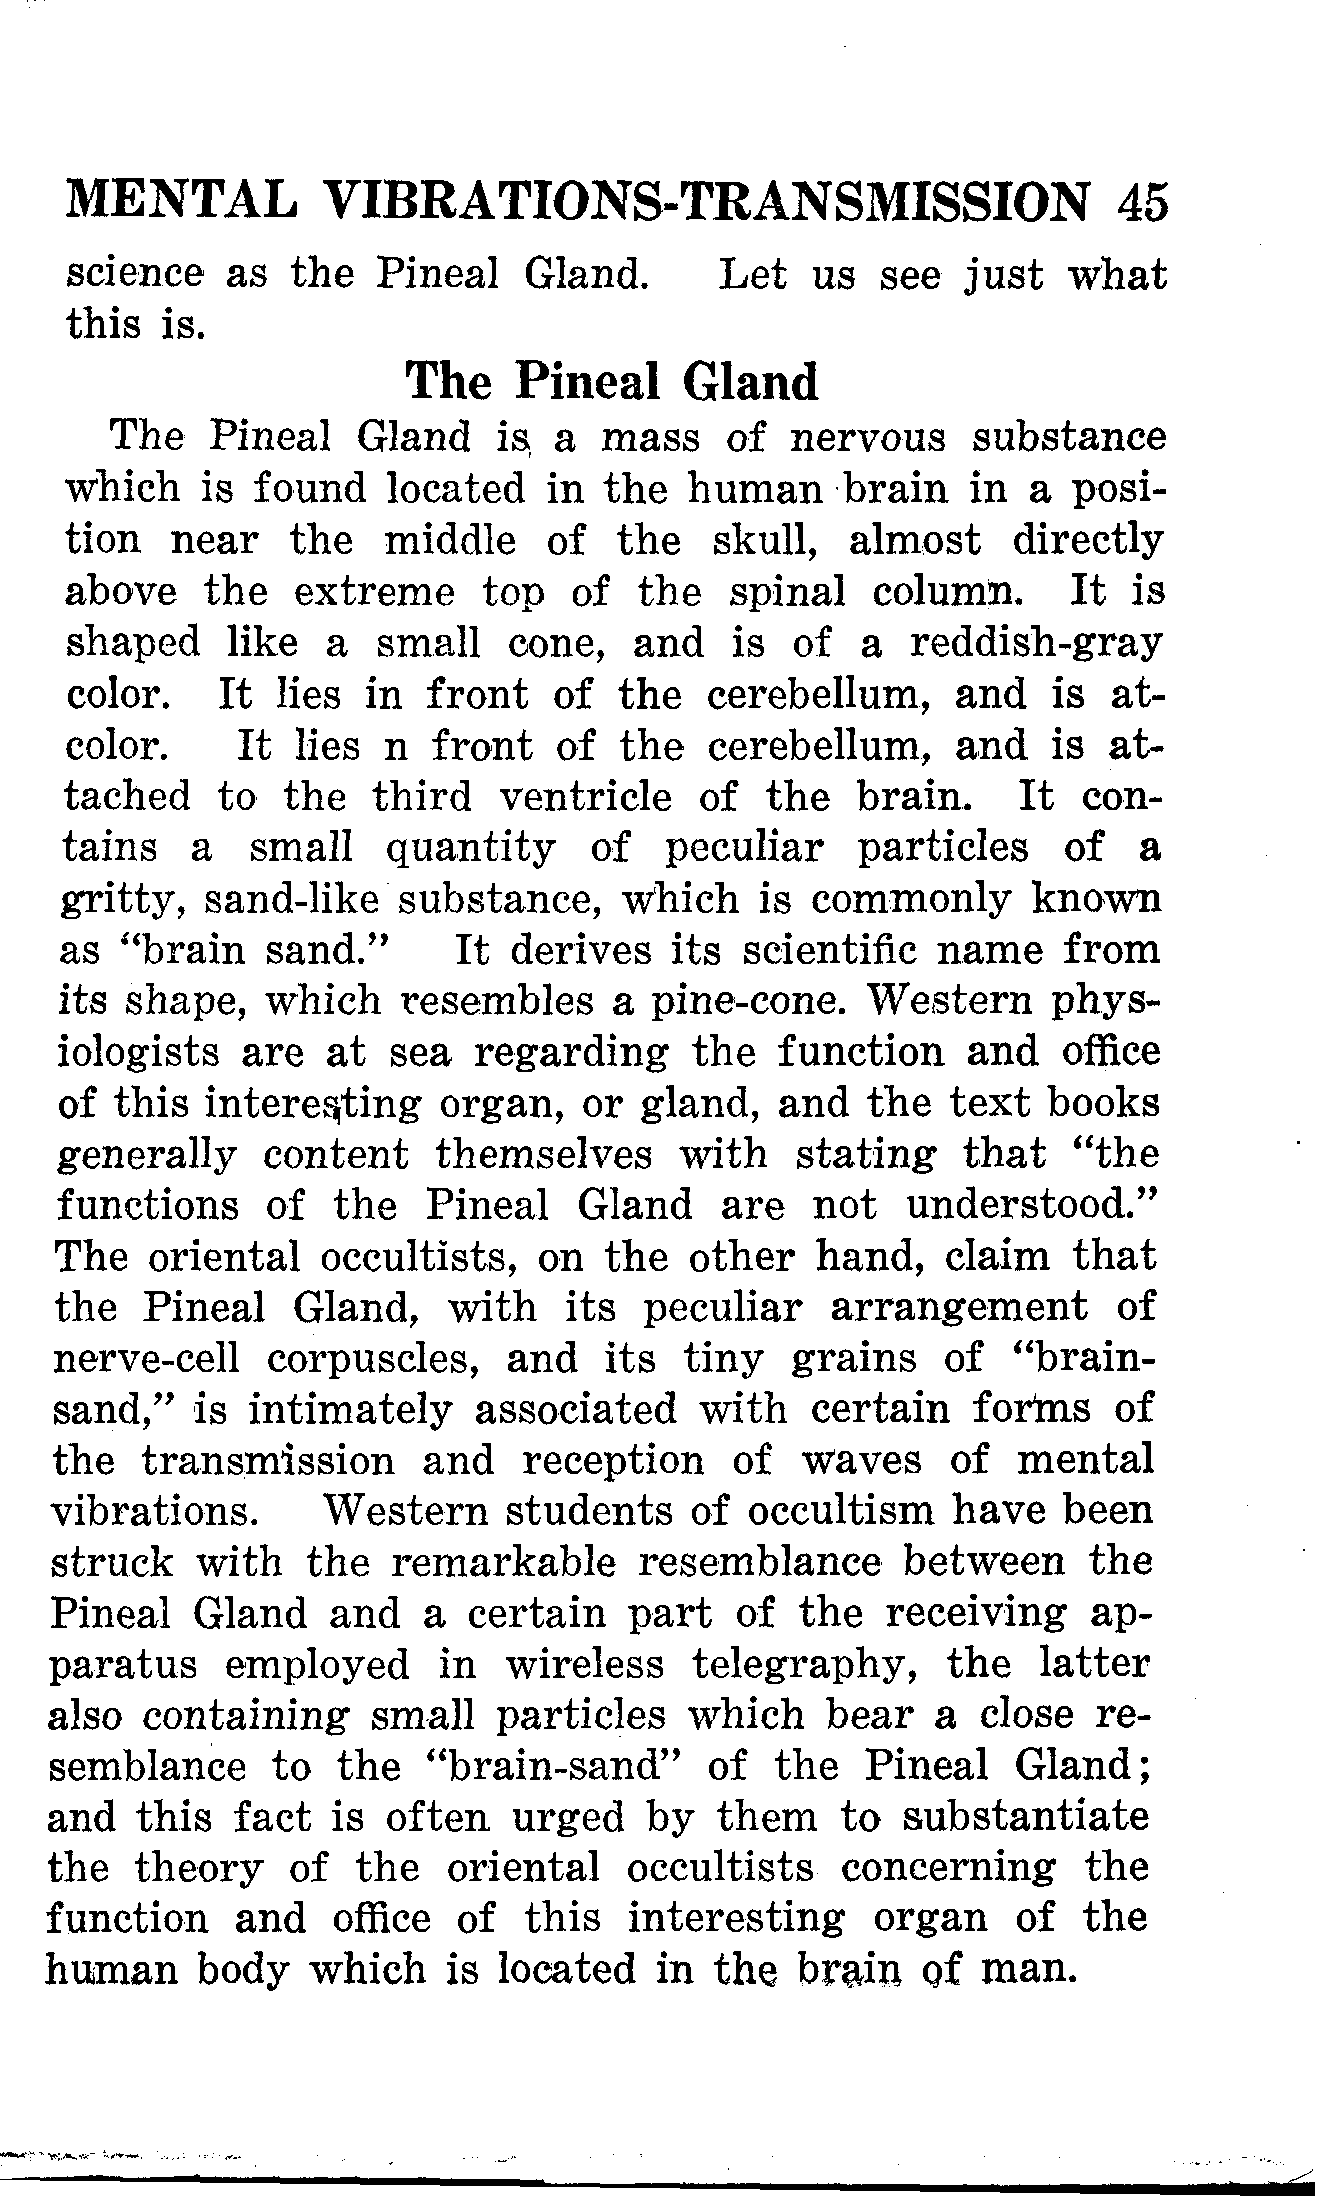 MENTAL VIBRATIONS-TRANSMISSION 45
science as the Pineal Gland. Let us see just what
this is.
The Pineal Gland
The Pineal Gland is a mass of nervous substance
which is found located in the human brain in a posi-
tion near the middle of the skull, almost directly
above the extreme top of the spinal column. It is
shaped like a small cone, and is of a reddish-gray
color. It lies in front of the cerebellum, and is at-
color. It lies n front of the cerebellum, and is at-
tached to the third ventricle of the brain. It con-
tains a small quantity of peculiar particles of a
gritty, sand-like substance, which is commonly known
as “brain sand.” It derives its scientific name from
its shape, which resembles a pine-cone. Western phys-
iologists are at sea regarding the function and office
of this interesting organ, or gland, and the text books
generally content themselves with stating that “the
functions of the Pineal Gland are not understood.”
The oriental occultists, on the other hand, claim that
the Pineal Gland, with its peculiar arrangement of
nerve-cell corpuscles, and its tiny grains of “brain-
sand,” is intimately associated with certain forms of
the transmission and reception of waves of mental
vibrations. Western students of occultism have been
struck with the remarkable resemblance between the
Pineal Gland and a certain part of the receiving ap-
paratus employed in wireless telegraphy, the latter
also containing small particles which bear a close re-
semblance to the “brain-sand” of the Pineal Gland;
and this fact is often urged by them to substantiate
the theory of the oriental occultists concerning the
function and office of this interesting organ of the
human body which is located in the brain of man.